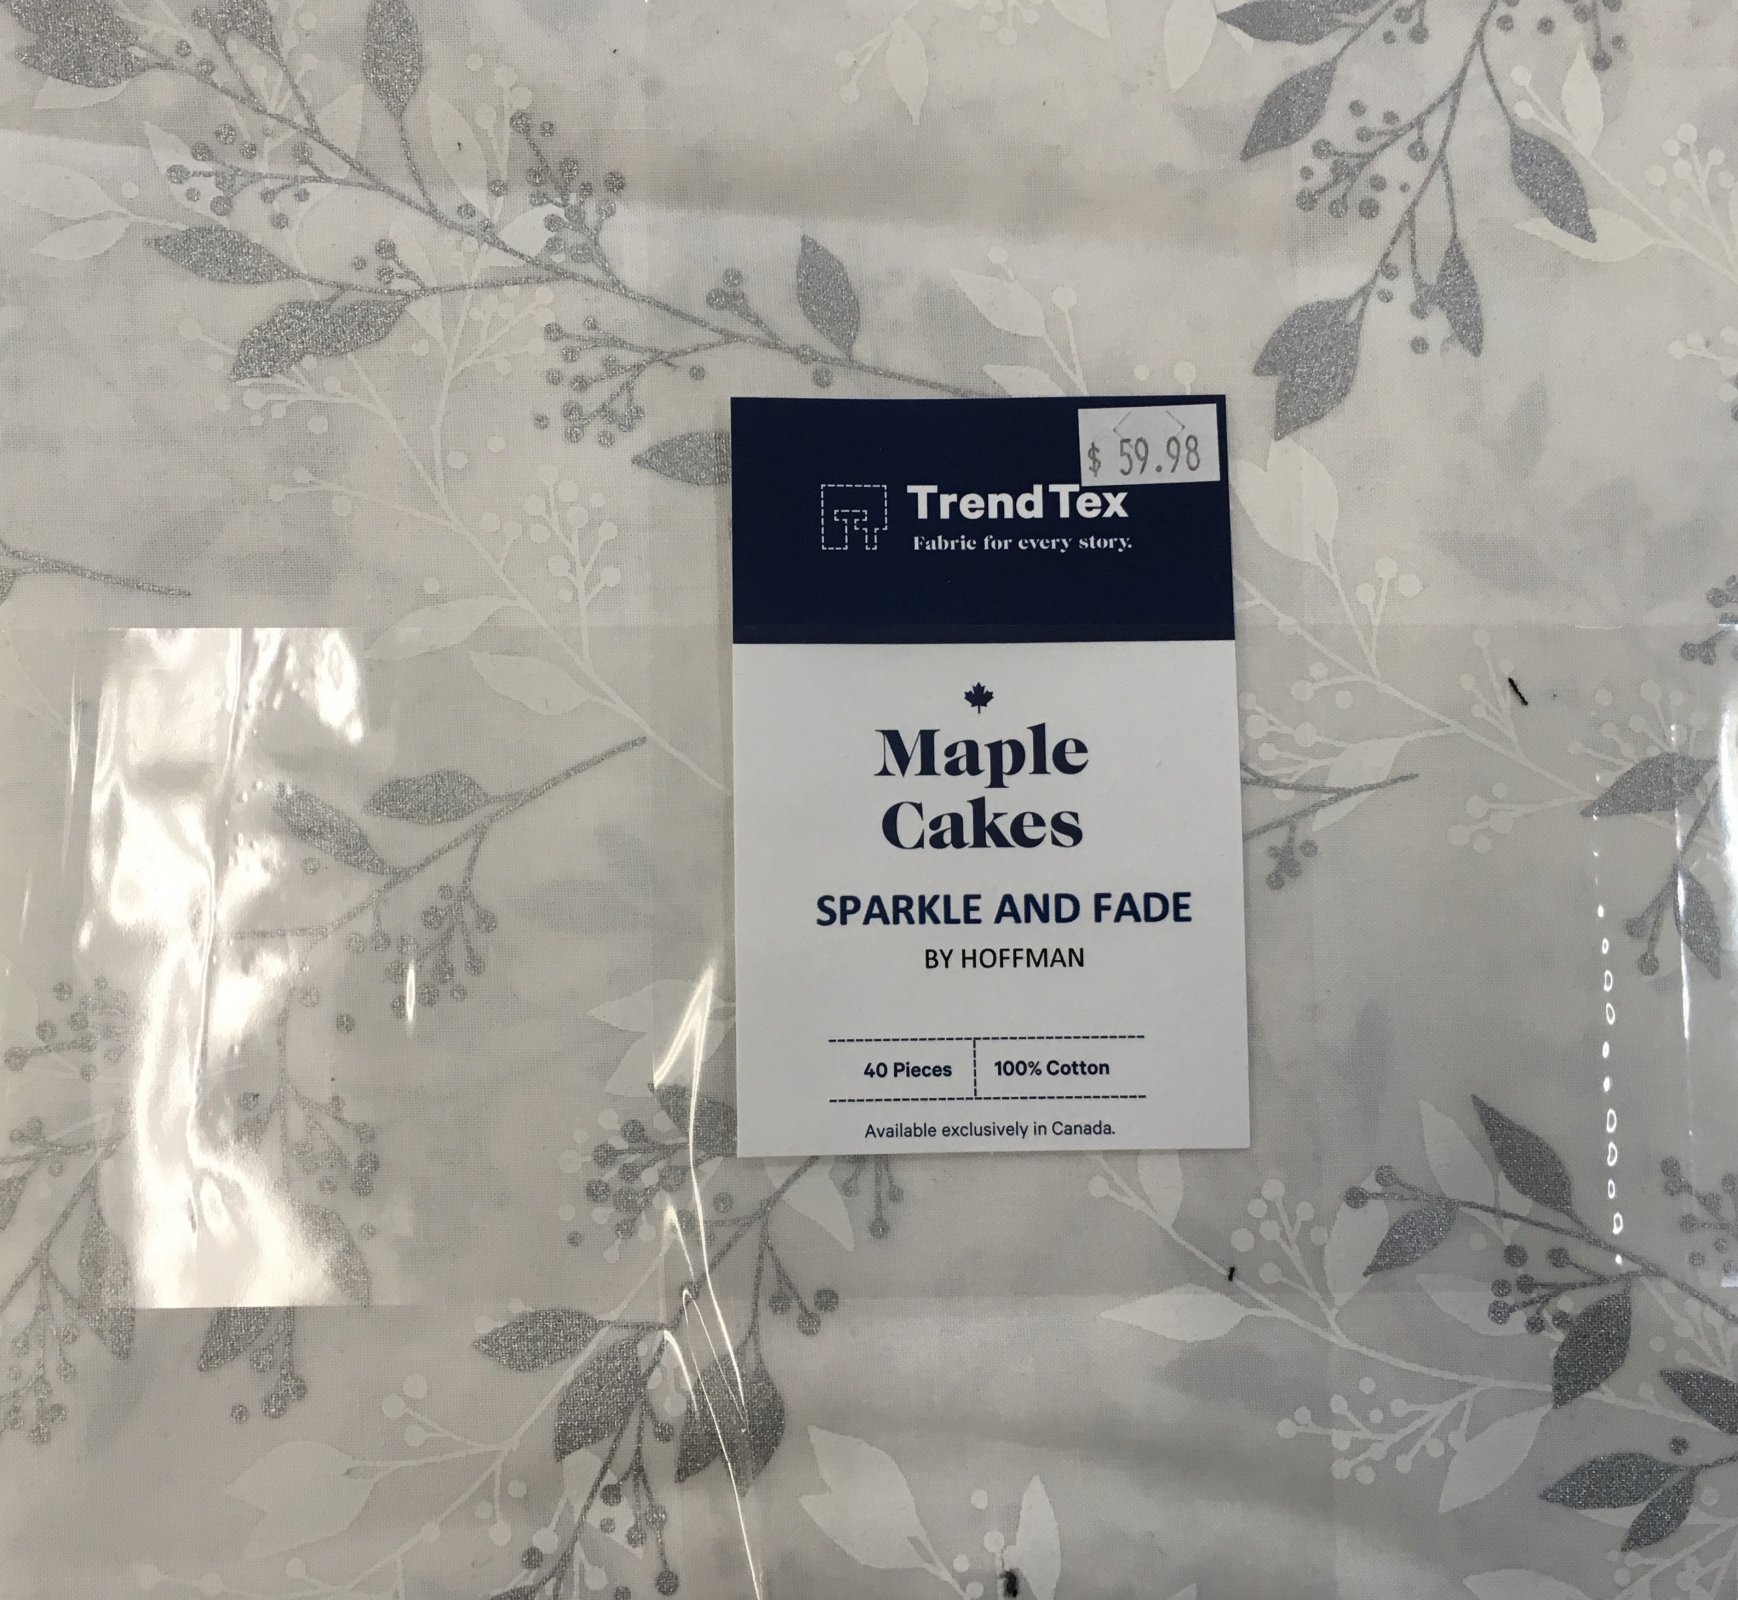 $ 59.98
TrendTex
Fabric for every story.
Maple
Cakes
SPARKLE AND FADE
BY HOFFMAN
40 Pieces
100% Cotton
Available exclusively in Canada.